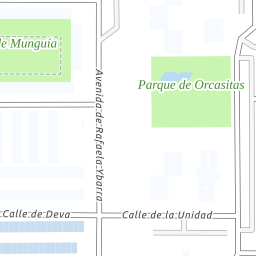 de Munguía
Parque de Orcasitas
Avenida de Rafaela Ybarra
Calle de Deva
Calle de la Unidad